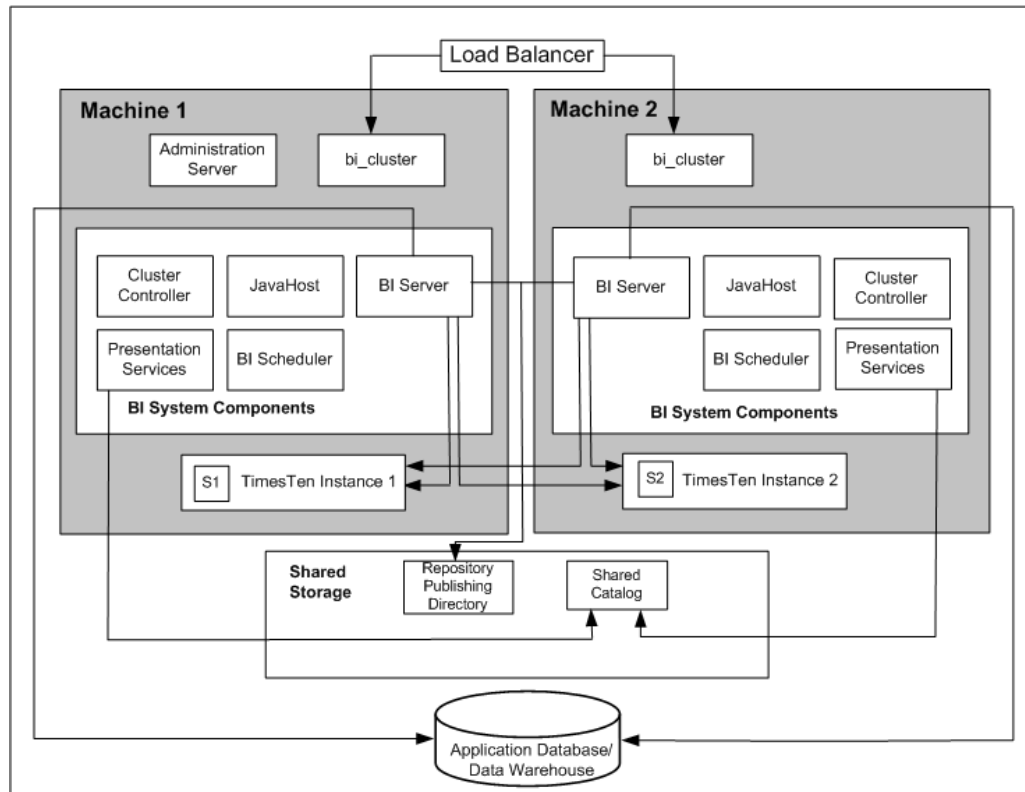 Load Balancer
Machine 1
Administration
Server
bi_cluster
Cluster
Controller
JavaHost
BI Server
Presentation
Services
BI Scheduler
BI System Components
S1
TimesTen Instance 1
Machine 2
bi_cluster
BI Server
JavaHost
Cluster
Controller
BI Scheduler
Presentation
Services
BI System Components
S2
TimesTen Instance 2
Shared
Storage
Repository
Publishing
Directory
Shared
Catalog
Application Database/
Data Warehouse